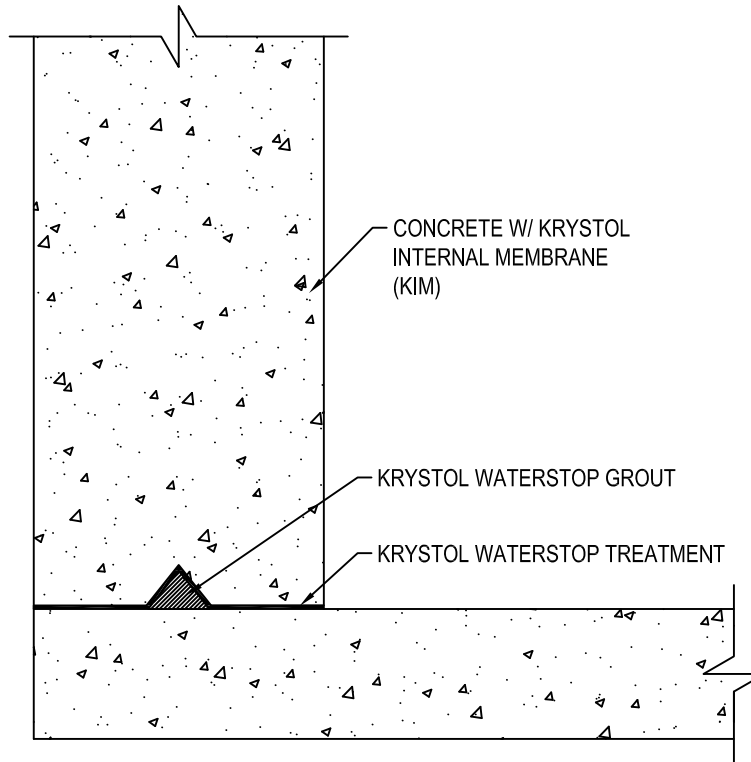 CONCRETE W/ KRYSTOL
INTERNAL MEMBRANE
(KIM)
KRYSTOL WATERSTOP GROUT
KRYSTOL WATERSTOP TREATMENT